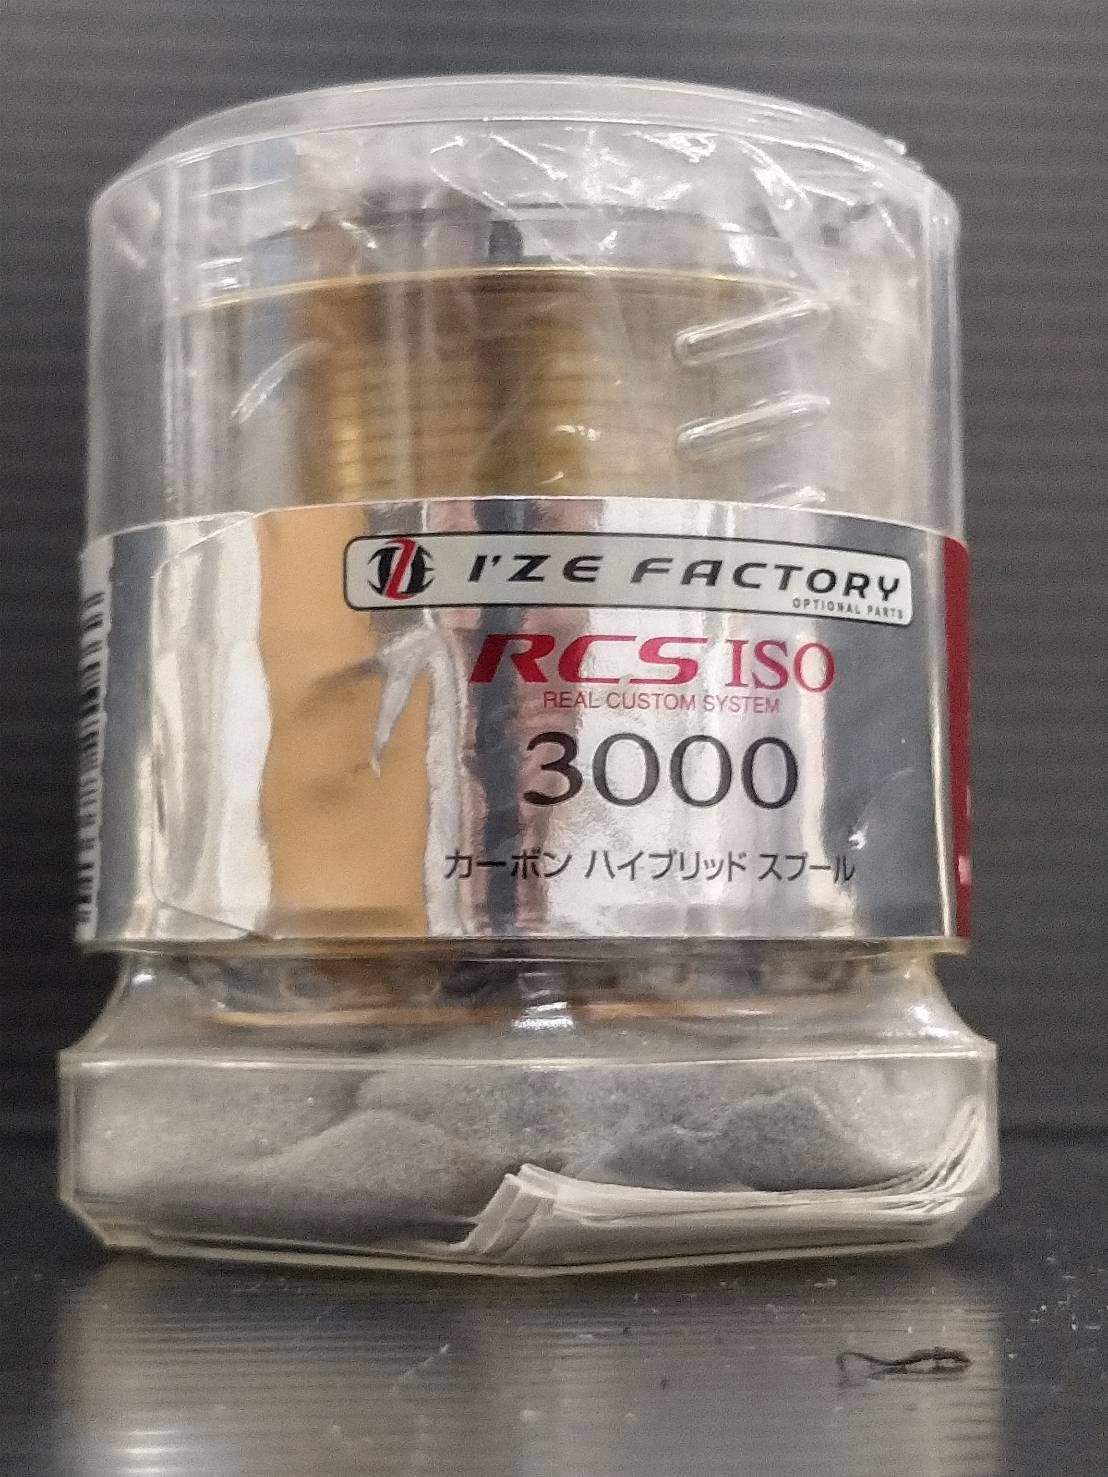 I'ZE FACTORY
OPTIONAL PARTS
RCS ISO
REAL CUSTOM SYSTEM
3000
カーボン ハイブリッド スプール